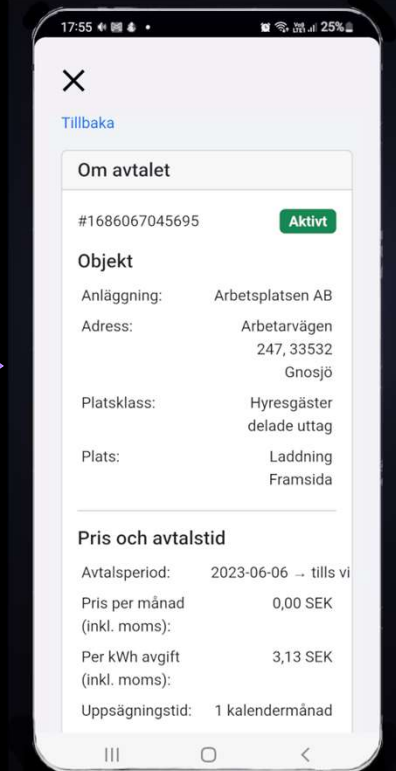 17:55
25%
Tillbaka
Om avtalet
#1686067045695 Aktivt
Objekt
Anläggning: Arbetsplatsen AB
Adress: Arbetarvägen
247, 33532
Gnosjö
Platsklass: Hyresgäster
delade uttag
Plats: Laddning
Framsida
Pris och avtalstid
Avtalsperiod: 2023-06-06 → tills vi
Pris per månad 0,00 SEK
(inkl. moms):
Per kWh avgift 3,13 SEK
(inkl. moms):
Uppsägningstid: 1 kalendermånad